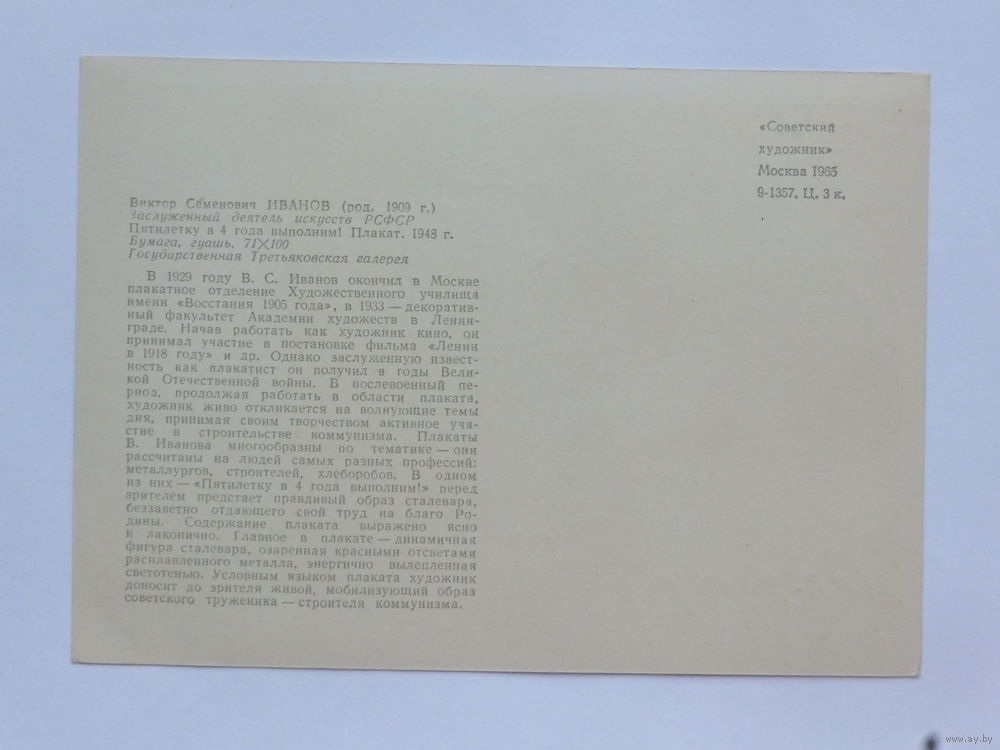 «Советский
художник»
Москва 1965
9-1357. Ц. 3 к.
Виктор Семенович ИВАНОВ (род. 1909 г.)
Заслуженный деятель искусств РСФСР
Пятилетку в 4 года выполним! Плакат. 1948 г.
Бумага, гуашь. 71×100
Государственная Третьяковская галерея
В 1929 году В. С. Иванов окончил в Москве
плакатное отделение Художественного училища
имени «Восстания 1905 года», в 1933 — декоратив-
ный факультет Академии художеств в Ленин-
граде. Начав работать как художник кино, он
принимал участие в постановке фильма «Ленин
в 1918 году» и др. Однако заслуженную извест-
ность как плакатист он получил в годы Вели-
кой Отечественной войны. В послевоенный пе-
риод, продолжая работать в области плаката,
художник живо откликается на волнующие темы
дня, принимая своим творчеством активное уча-
стие в строительстве коммунизма. Плакаты
В. Иванова многообразны по тематике — они
рассчитаны на людей самых разных профессий:
металлургов, строителей, хлеборобов. В одном
из них — «Пятилетку в 4 года выполним!» перед
зрителем предстает правдивый образ сталевара,
беззаветно отдающего свой труд на благо Ро-
дины. Содержание плаката выражено ясно
и лаконично. Главное в плакате — динамичная
фигура сталевара, озаренная красными отсветами
расплавленного металла, энергично вылепленная
светотенью. Условным языком плаката художник
доносит до зрителя живой, мобилизующий образ
советского труженика — строителя коммунизма.
www.ay.by